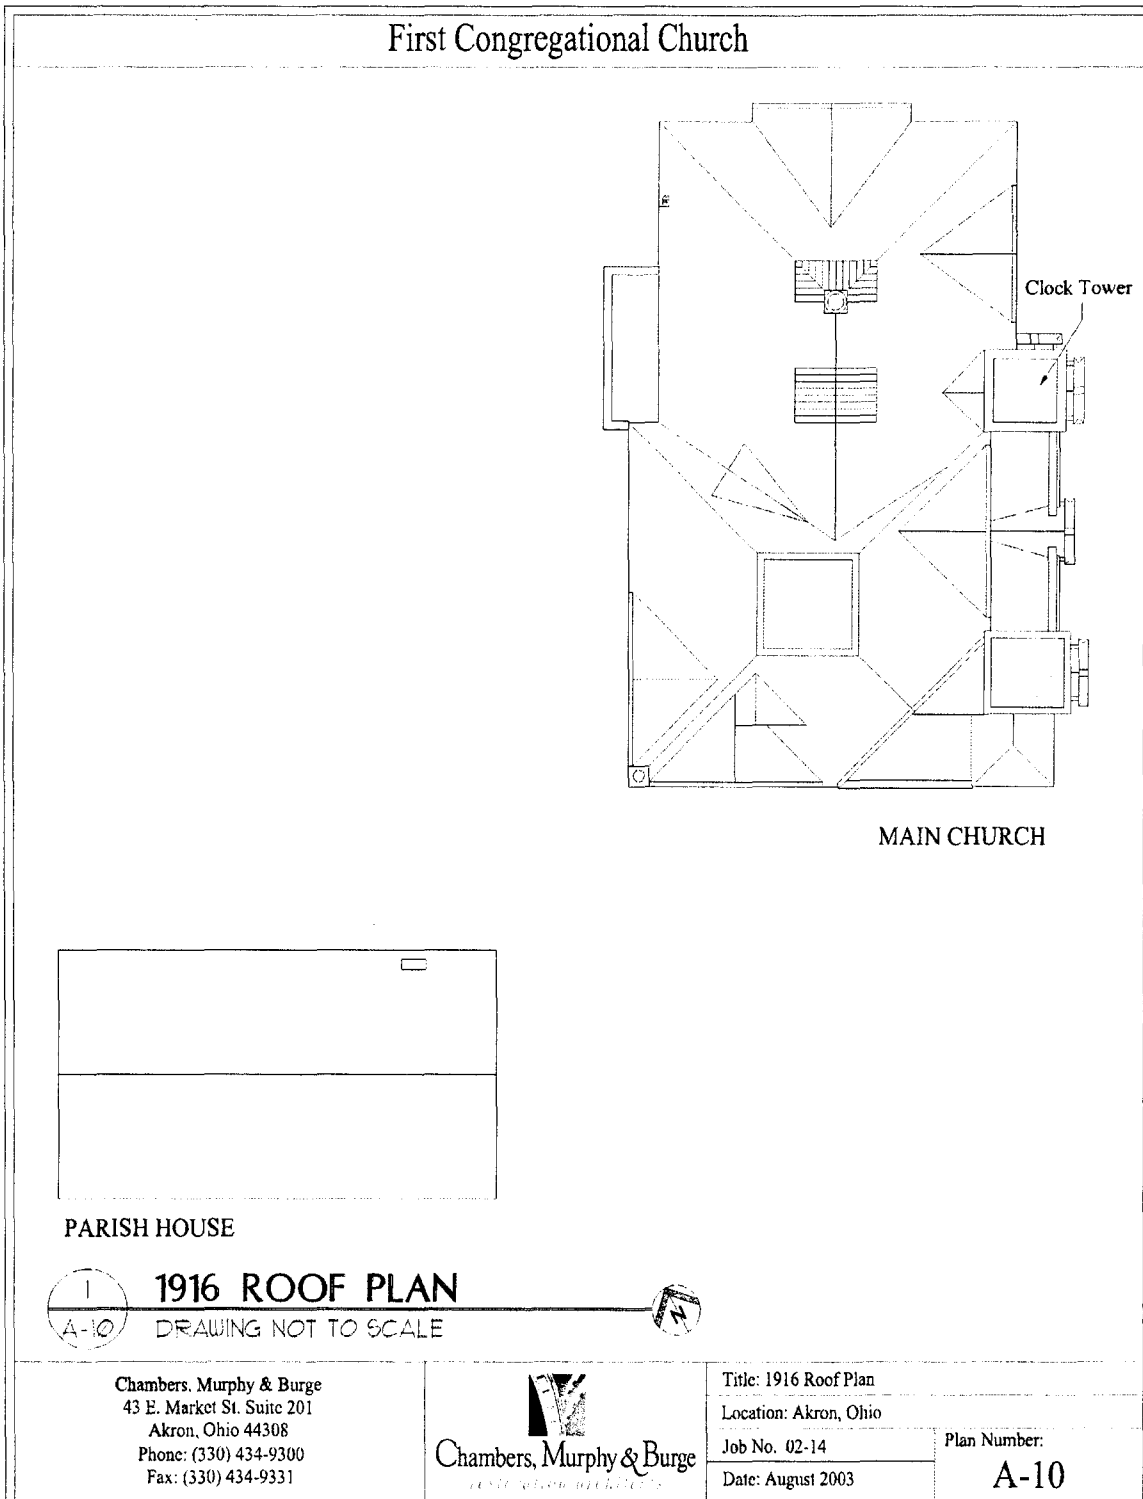 First Congregational Church
Clock Tower
MAIN CHURCH
PARISH HOUSE
1
A-10
1916 ROOF PLAN
DRAWING NOT TO SCALE
N
Chambers, Murphy & Burge
43 E. Market St. Suite 201
Akron, Ohio 44308
Phone: (330) 434-9300
Fax: (330) 434-9331
Chambers, Murphy & Burge
restoration architects
Title: 1916 Roof Plan
Location: Akron, Ohio
Job No. 02-14
Date: August 2003
Plan Number:
A-10